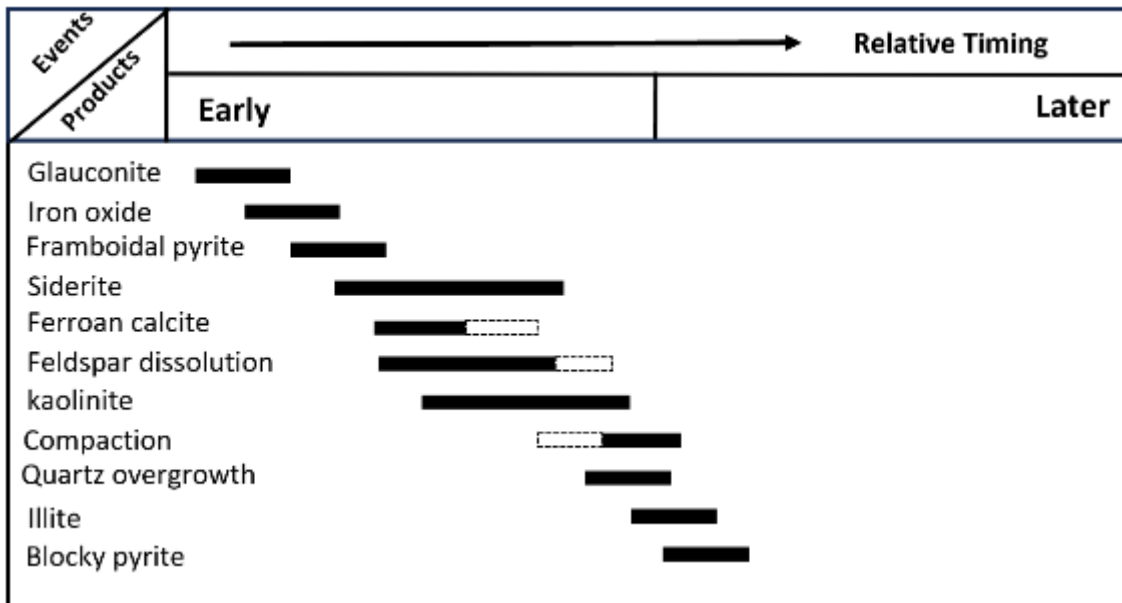 Events
Products
Relative Timing
Early
Later
Glauconite
Iron oxide
Framboidal pyrite
Siderite
Ferroan calcite
Feldspar dissolution
kaolinite
Compaction
Quartz overgrowth
Illite
Blocky pyrite